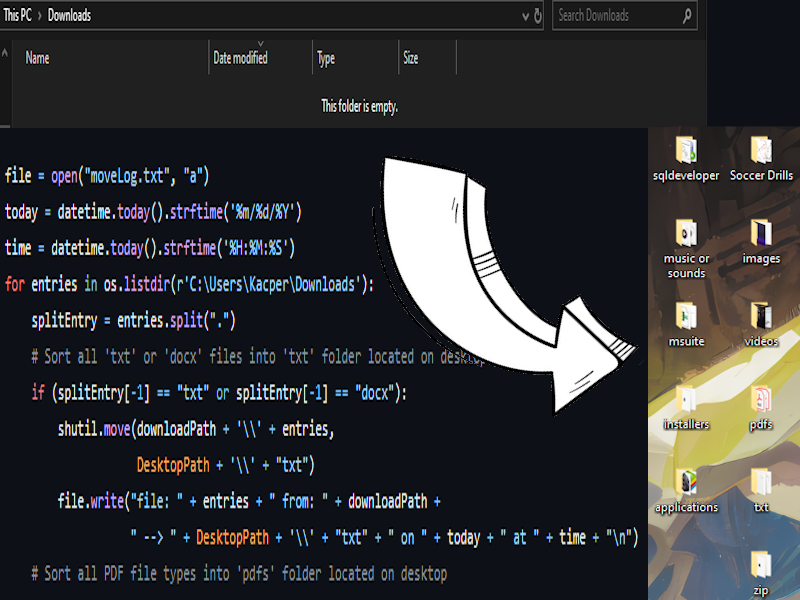 This PC > Downloads
Search Downloads
Name Date modified Type Size
This folder is empty.
file = open("moveLog.txt", "a")
today = datetime.today().strftime('%m/%d/%Y')
time = datetime.today().strftime('%H:%M:%S')
for entries in os.listdir(r'C:\Users\Kacper\Downloads'):
splitEntry = entries.split(".")
# Sort all 'txt' or 'docx' files into 'txt' folder located on desktop
if (splitEntry[-1] == "txt" or splitEntry[-1] == "docx"):
shutil.move(downloadPath + '\\' + entries,
DesktopPath + '\\' + "txt")
file.write("file: " + entries + " from: " + downloadPath +
" --> " + DesktopPath + '\\' + "txt" + " on " + today + " at " + time + "\n")
# Sort all PDF file types into 'pdfs' folder located on desktop
sqldeveloper
Soccer Drills
music or
sounds
images
msuite
videos
installers
pdfs
applications
txt
zip